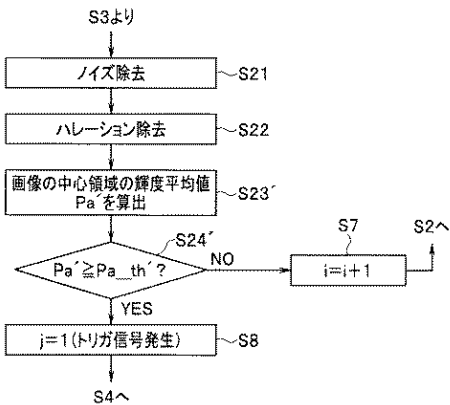 S3より
ノイズ除去
S21
ハレーション除去
S22
画像の中心領域の輝度平均値
Pa´を算出
S23´
S24´
Pa´≧Pa__th´?
NO
S7
i=i+1
S2へ
YES
j=1(トリガ信号発生)
S8
S4へ